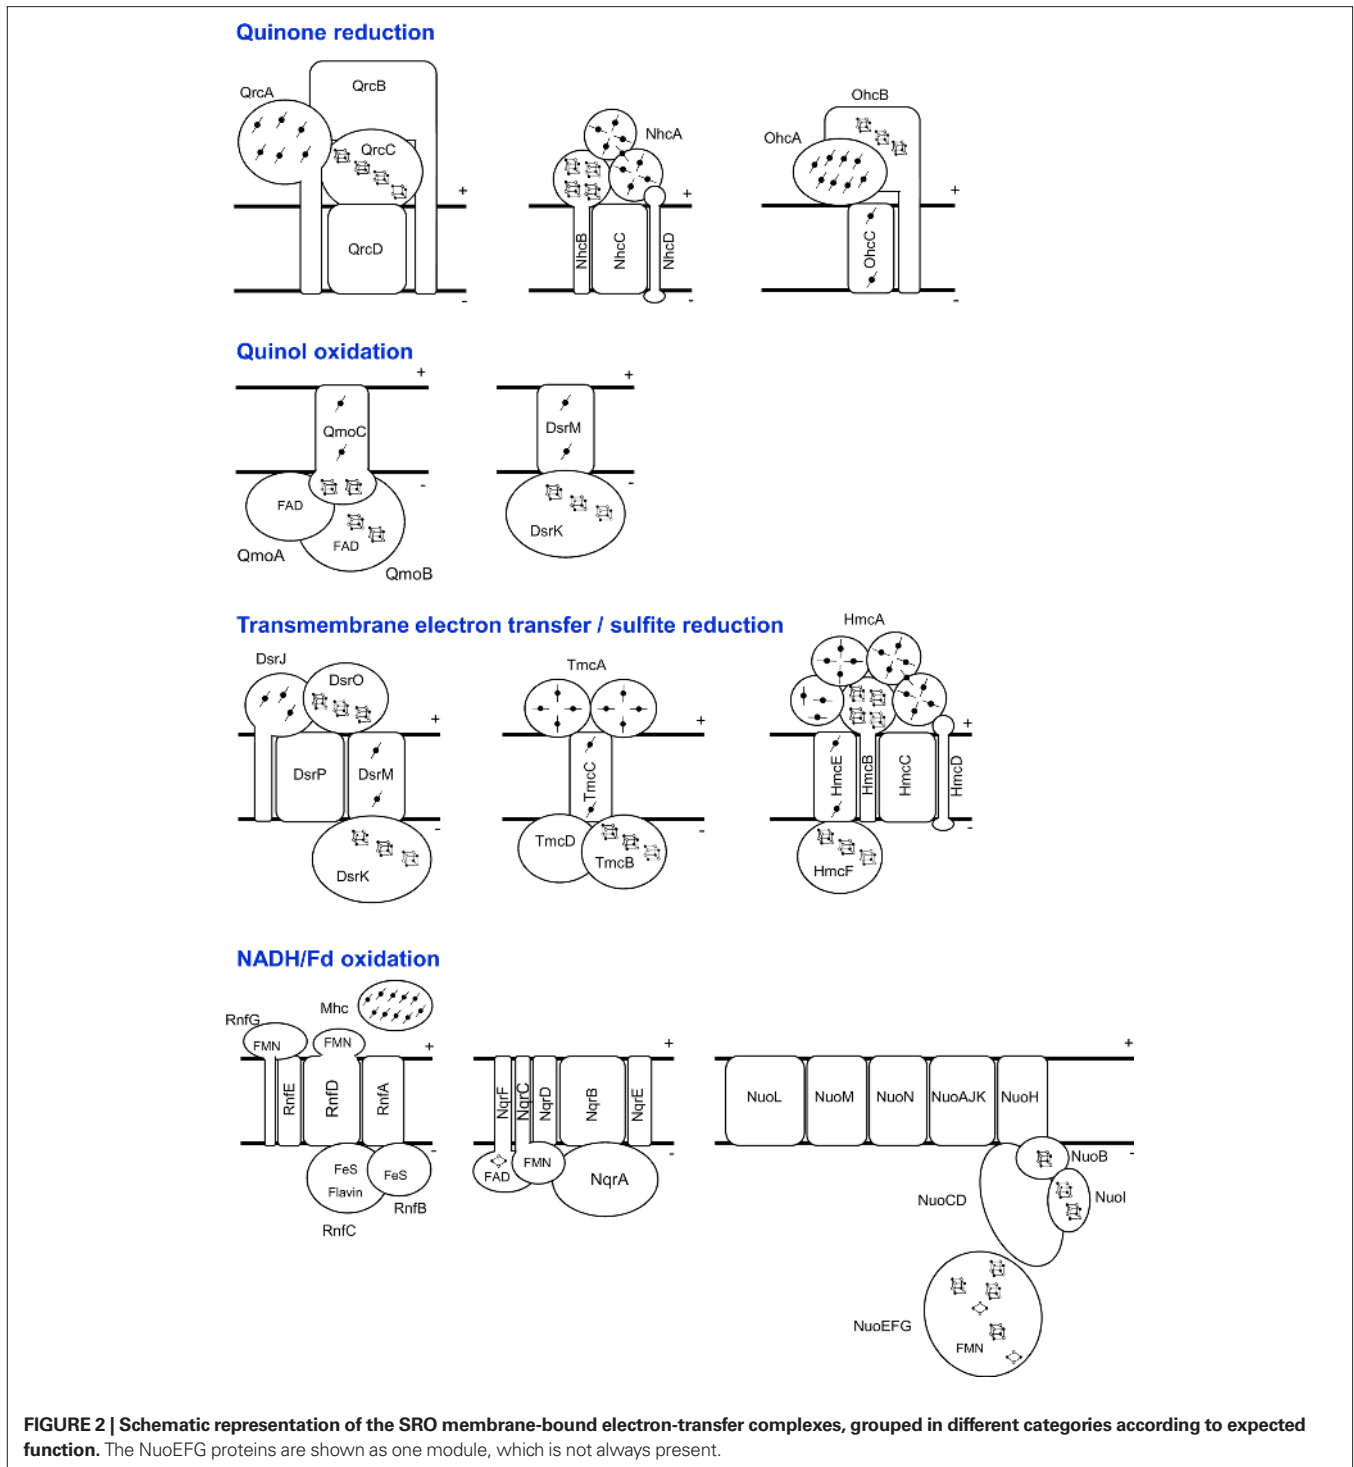 Quinone reduction
QrcA
QrcB
QrcC
QrcD
+
-
NhcA
NhcB
NhcC
NhcD
+
-
OhcB
OhcA
OhcC
+
-
Quinol oxidation
+
QmoC
-
FAD
FAD
QmoA
QmoB
+
DsrM
-
DsrK
Transmembrane electron transfer / sulfite reduction
DsrJ
DsrO
+
DsrP
DsrM
-
DsrK
TmcA
+
TmcC
-
TmcD
TmcB
HmcA
+
HmcE
HmcB
HmcC
HmcD
-
HmcF
NADH/Fd oxidation
Mhc
RnfG
FMN
FMN
+
RnfE
RnfD
RnfA
-
FeS
Flavin
FeS
RnfB
RnfC
+
NqrF
NqrC
NqrD
NqrB
NqrE
-
FAD
FMN
NqrA
+
NuoL
NuoM
NuoN
NuoAJK
NuoH
-
NuoB
NuoCD
NuoI
NuoEFG
FMN
FIGURE 2 | Schematic representation of the SRO membrane-bound electron-transfer complexes, grouped in different categories according to expected
function. The NuoEFG proteins are shown as one module, which is not always present.